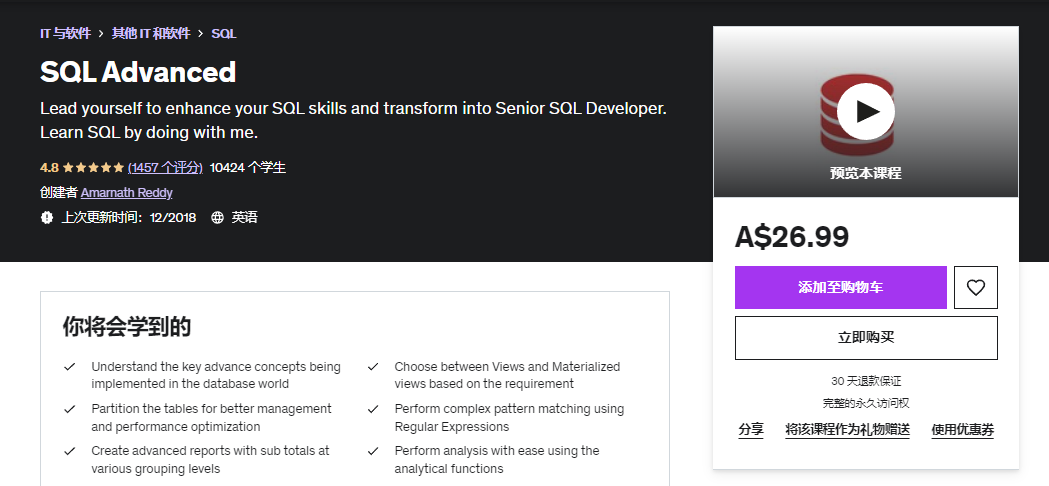 IT 与软件 > 其他 IT 和软件 > SQL
SQL Advanced
Lead yourself to enhance your SQL skills and transform into Senior SQL Developer.
Learn SQL by doing with me.
4.8 (1457 个评分) 10424 个学生
创建者 Amarnath Reddy
上次更新时间：12/2018 英语
预览本课程
A$26.99
添加至购物车
立即购买
30 天退款保证
完整的永久访问权
分享 将该课程作为礼物赠送 使用优惠券
你将会学到的
Understand the key advance concepts being
implemented in the database world
Partition the tables for better management
and performance optimization
Create advanced reports with sub totals at
various grouping levels
Choose between Views and Materialized
views based on the requirement
Perform complex pattern matching using
Regular Expressions
Perform analysis with ease using the
analytical functions